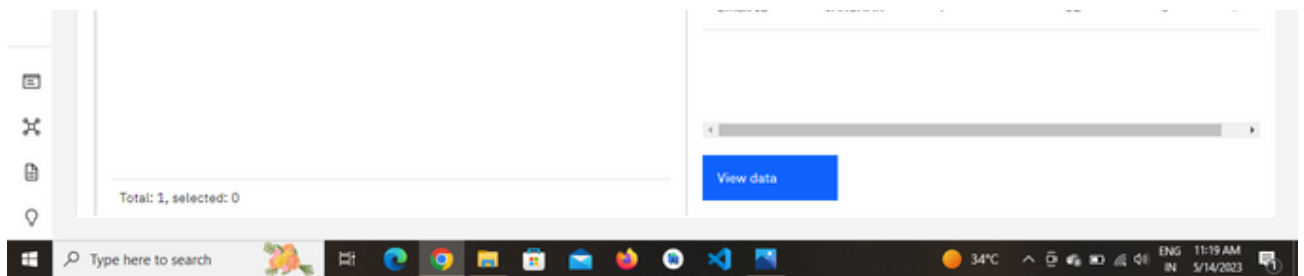 View data
Total: 1, selected: 0
Type here to search
34°C
ENG
11:19 AM
IN
5/14/2023